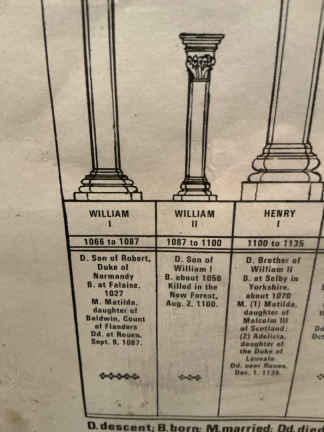 WILLIAM
I
1066 to 1087
D. Son of Robert,
Duke of
Normandy
B. at Falaise,
1027
M. Matilda,
daughter of
Baldwin, Count
of Flanders
Dd. at Rouen,
Sept. 9, 1087.
WILLIAM
II
1087 to 1100
D. Son of
William I
B. about 1056
Killed in the
New Forest,
Aug. 2, 1100.
HENRY
I
1100 to 1135
D. Brother of
William II
B. at Selby in
Yorkshire,
about 1070
M. (1) Matilda,
daughter of
Malcolm III
of Scotland;
(2) Adelicia,
daughter of
the Duke of
Louvain
Dd. near Rouen,
Dec. 1, 1135.
D. descent; B. born; M. married; Dd. died